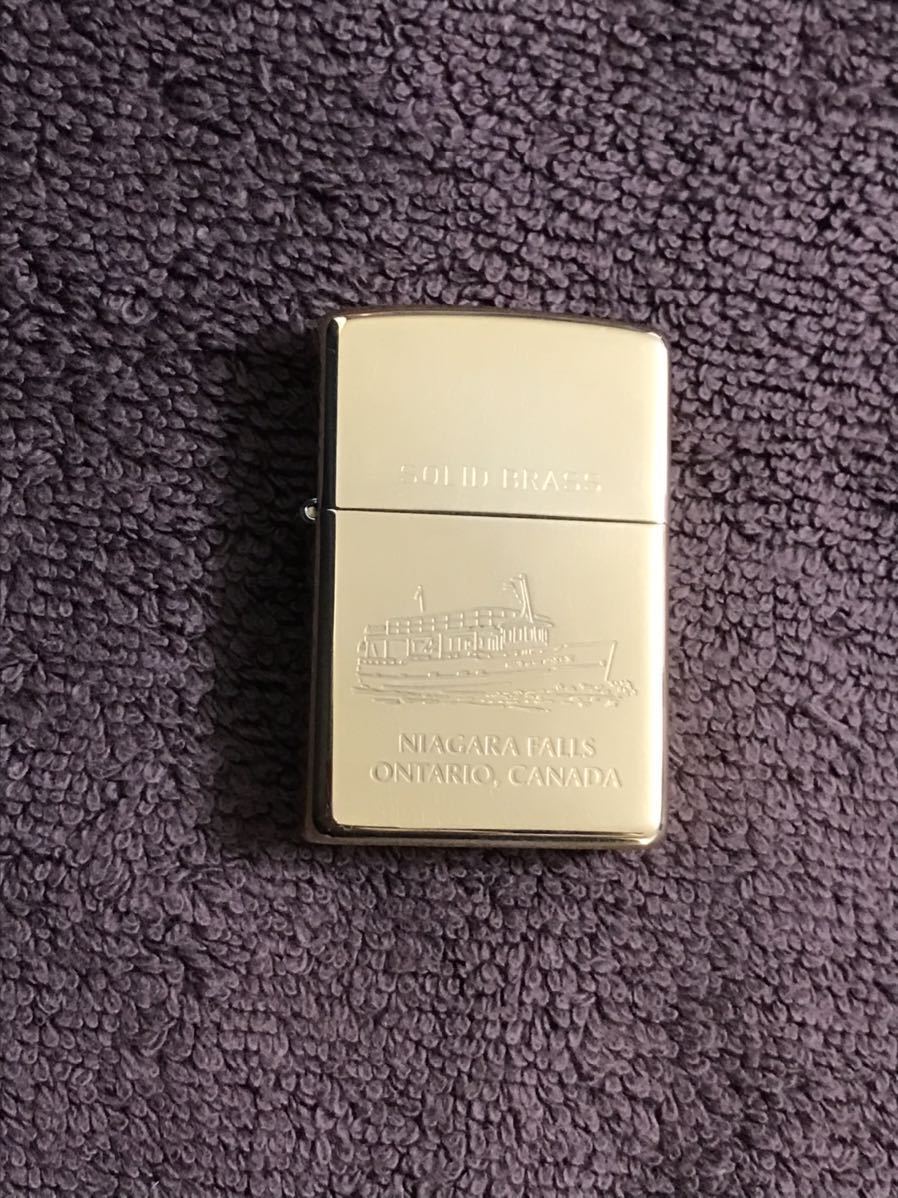 SOLID BRASS
NIAGARA FALLS
ONTARIO, CANADA